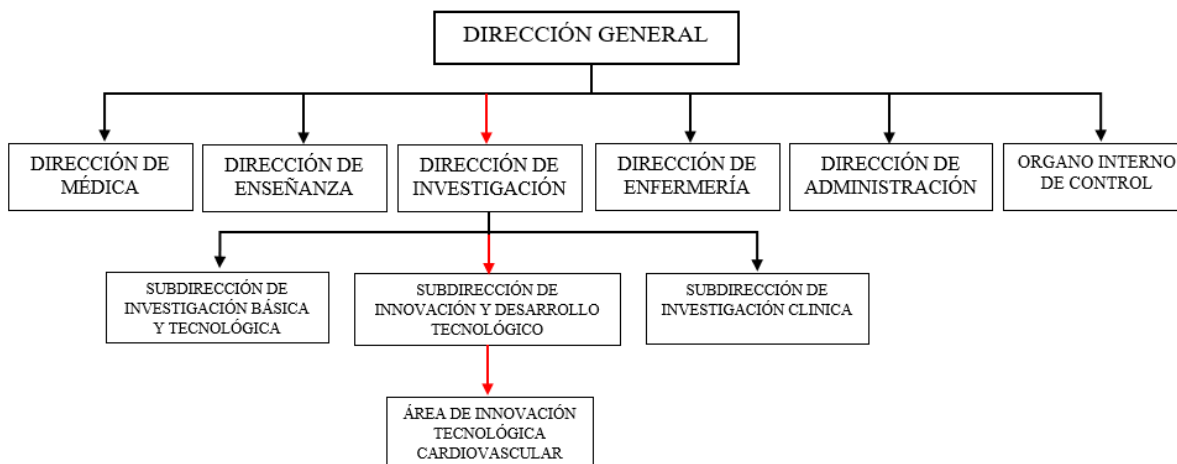 DIRECCIÓN GENERAL
DIRECCIÓN DE
MÉDICA
DIRECCIÓN DE
ENSEÑANZA
DIRECCIÓN DE
INVESTIGACIÓN
DIRECCIÓN DE
ENFERMERÍA
DIRECCIÓN DE
ADMINISTRACIÓN
ORGANO INTERNO
DE CONTROL
SUBDIRECCIÓN DE
INVESTIGACIÓN BÁSICA
Y TECNOLÓGICA
SUBDIRECCIÓN DE
INNOVACIÓN Y DESARROLLO
TECNOLÓGICO
SUBDIRECCIÓN DE
INVESTIGACIÓN CLINICA
ÁREA DE INNOVACIÓN
TECNOLÓGICA
CARDIOVASCULAR